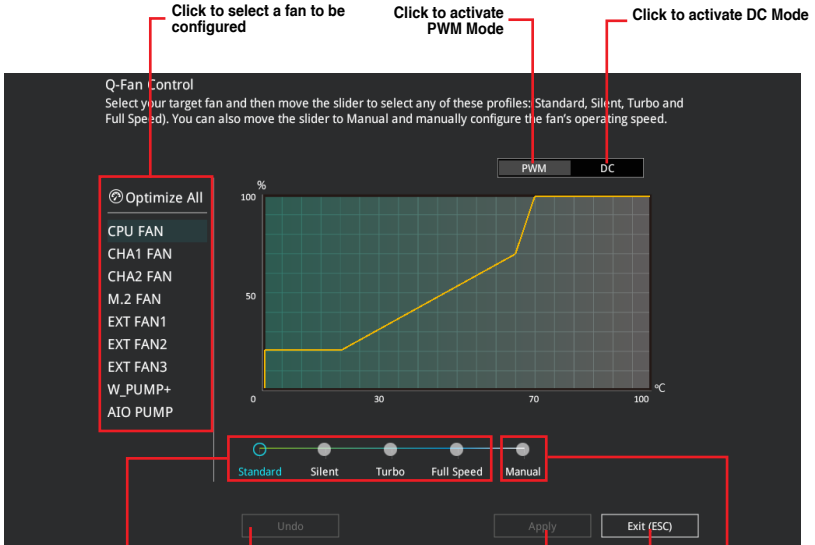 Click to select a fan to be
configured
Click to activate
PWM Mode
Click to activate DC Mode
Q-Fan Control
Select your target fan and then move the slider to select any of these profiles: Standard, Silent, Turbo and
Full Speed). You can also move the slider to Manual and manually configure the fan's operating speed.
PWM
DC
Optimize All
CPU FAN
CHA1 FAN
CHA2 FAN
M.2 FAN
EXT FAN1
EXT FAN2
EXT FAN3
W_PUMP+
AIO PUMP
%
100
50
0
30
70
100
ºC
Standard
Silent
Turbo
Full Speed
Manual
Undo
Apply
Exit (ESC)